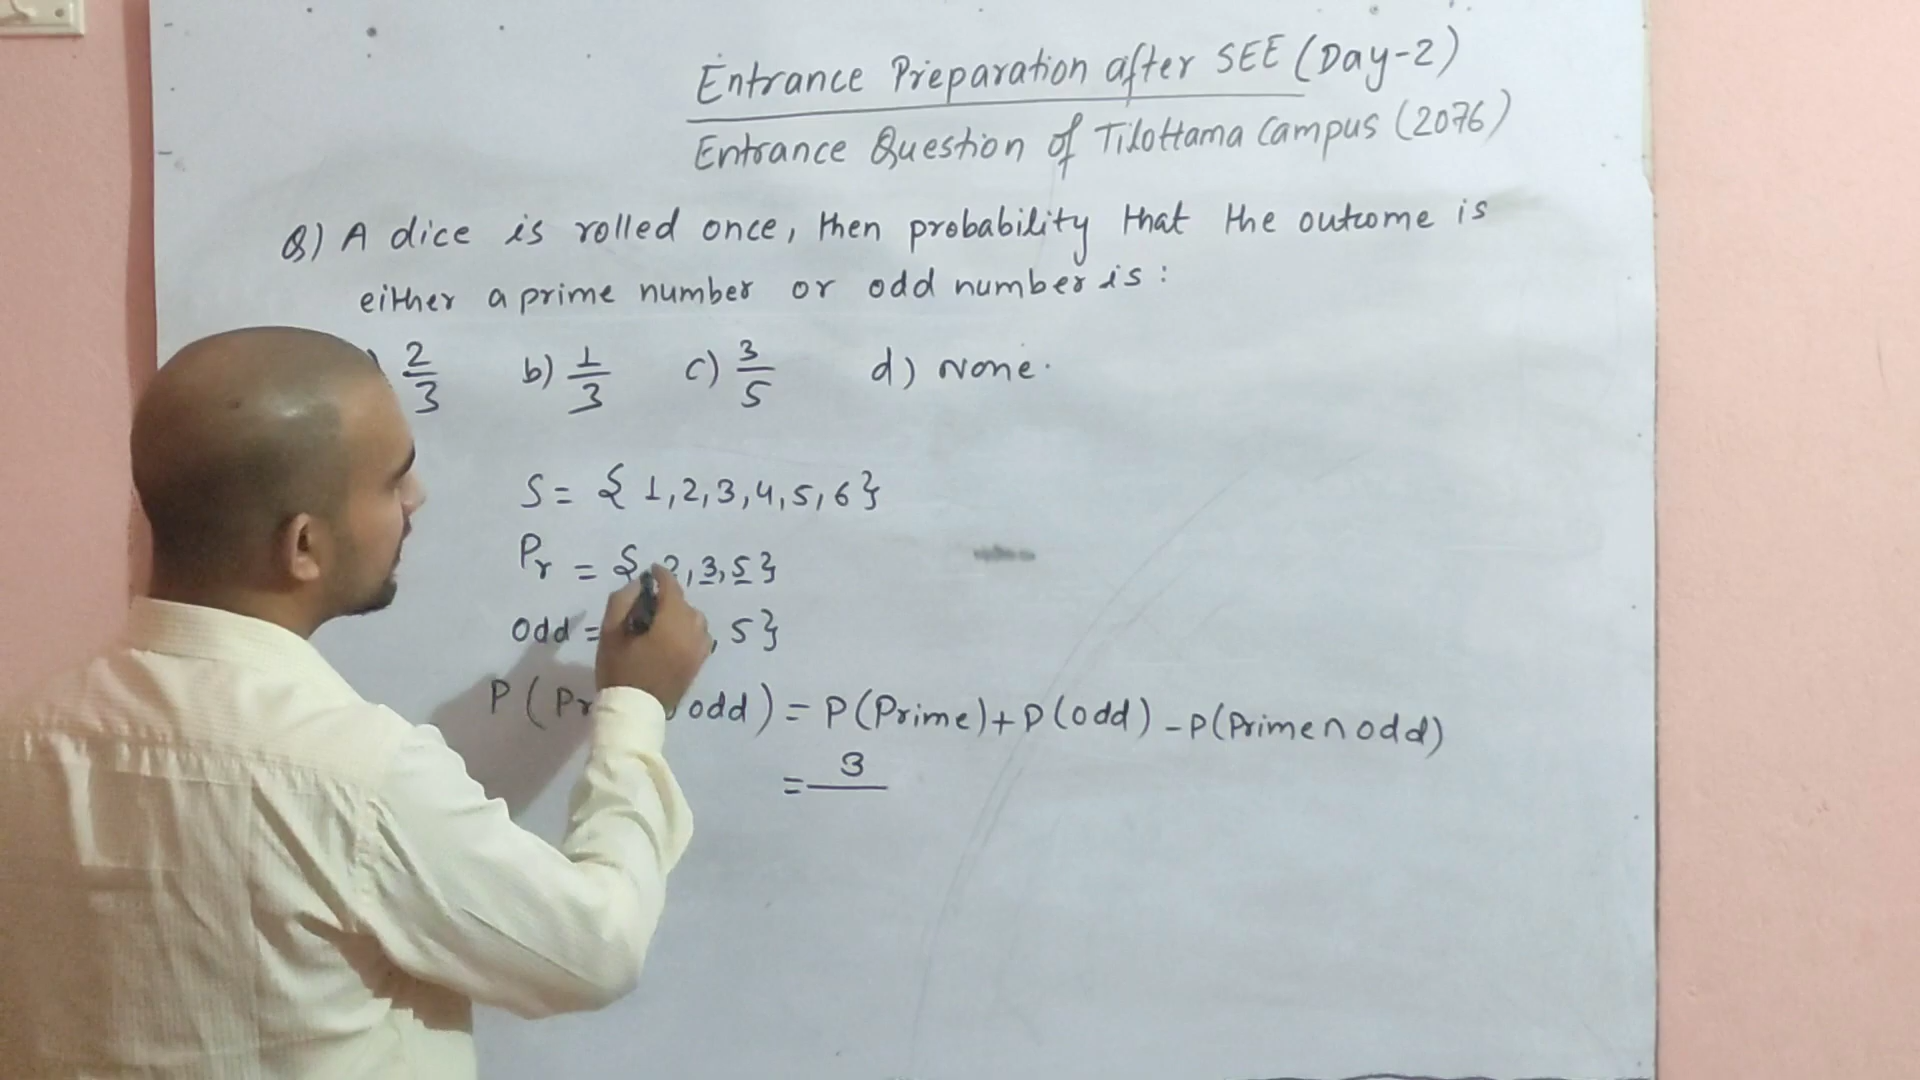 Entrance Preparation after SEE (Day-2)
Entrance Question of Tilottama Campus (2076)
Q) A dice is rolled once, then probability that the outcome is
either a prime number or odd number is:
) 2/3 b) 1/3 c) 3/5 d) None.
S = { 1,2,3,4,5,6}
Pr = { 2,3,5}
odd = , 5}
P (Pr odd) = P(Prime)+P(odd) - P(Prime∩odd)
= 3